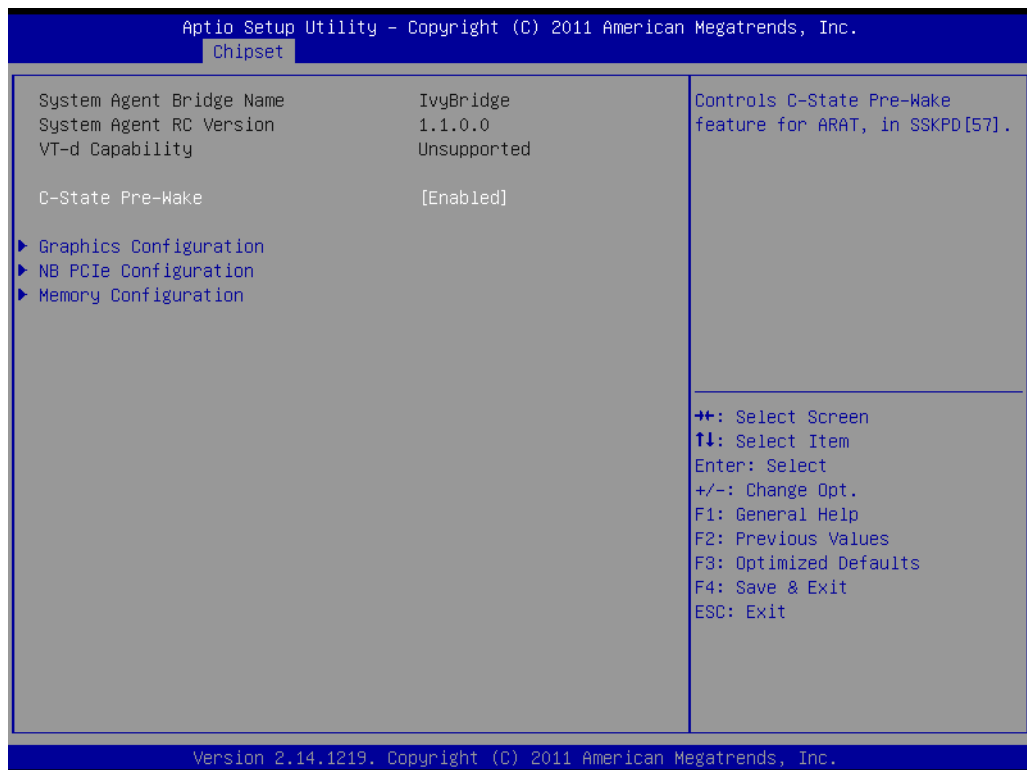 Aptio Setup Utility – Copyright (C) 2011 American Megatrends, Inc.
Chipset
System Agent Bridge Name IvyBridge
System Agent RC Version 1.1.0.0
VT-d Capability Unsupported
C-State Pre-Wake [Enabled]
Graphics Configuration
NB PCIe Configuration
Memory Configuration
Controls C-State Pre-Wake
feature for ARAT, in SSKPD[57].
→←: Select Screen
↑↓: Select Item
Enter: Select
+/-: Change Opt.
F1: General Help
F2: Previous Values
F3: Optimized Defaults
F4: Save & Exit
ESC: Exit
Version 2.14.1219. Copyright (C) 2011 American Megatrends, Inc.